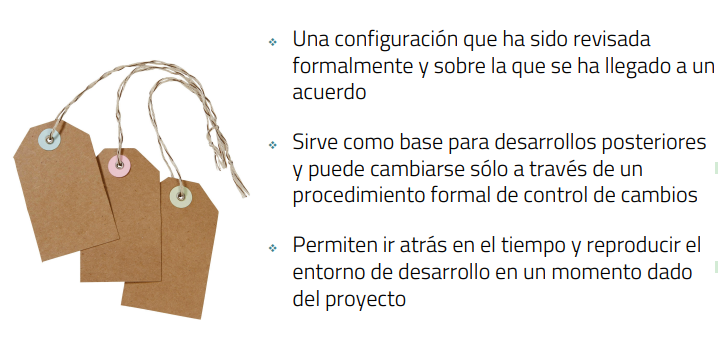 Una configuración que ha sido revisada
formalmente y sobre la que se ha llegado a un
acuerdo
Sirve como base para desarrollos posteriores
y puede cambiarse sólo a través de un
procedimiento formal de control de cambios
Permiten ir atrás en el tiempo y reproducir el
entorno de desarrollo en un momento dado
del proyecto